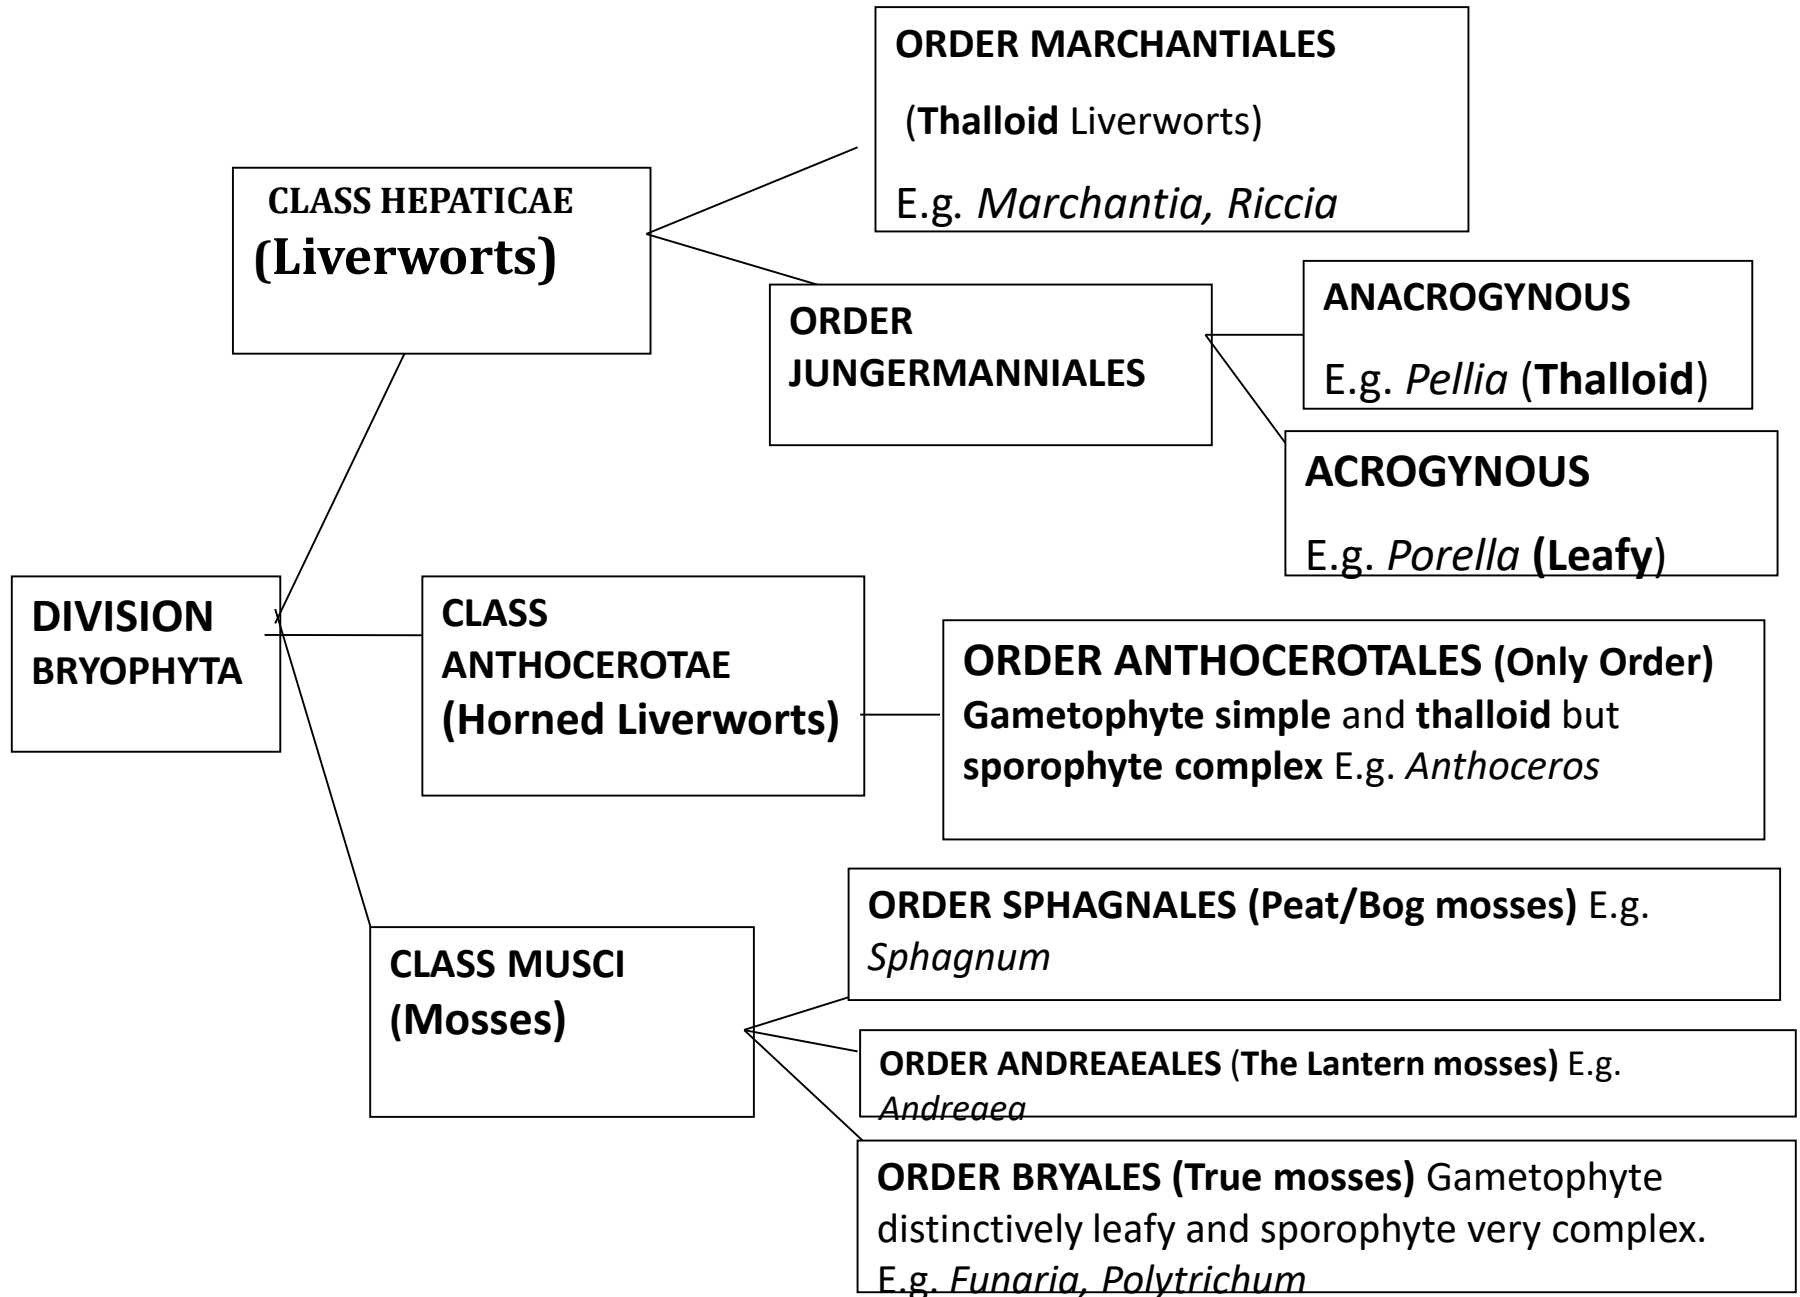 ORDER MARCHANTIALES
(Thalloid Liverworts)
E.g. Marchantia, Riccia
CLASS HEPATICAE
(Liverworts)
ORDER
JUNGERMANNIALES
ANACROGYNOUS
E.g. Pellia (Thalloid)
ACROGYNOUS
E.g. Porella (Leafy)
DIVISION
BRYOPHYTA
CLASS
ANTHOCEROTAE
(Horned Liverworts)
ORDER ANTHOCEROTALES (Only Order)
Gametophyte simple and thalloid but
sporophyte complex E.g. Anthoceros
CLASS MUSCI
(Mosses)
ORDER SPHAGNALES (Peat/Bog mosses) E.g.
Sphagnum
ORDER ANDREAEALES (The Lantern mosses) E.g.
Andreaea
ORDER BRYALES (True mosses) Gametophyte
distinctively leafy and sporophyte very complex.
E.g. Funaria, Polytrichum